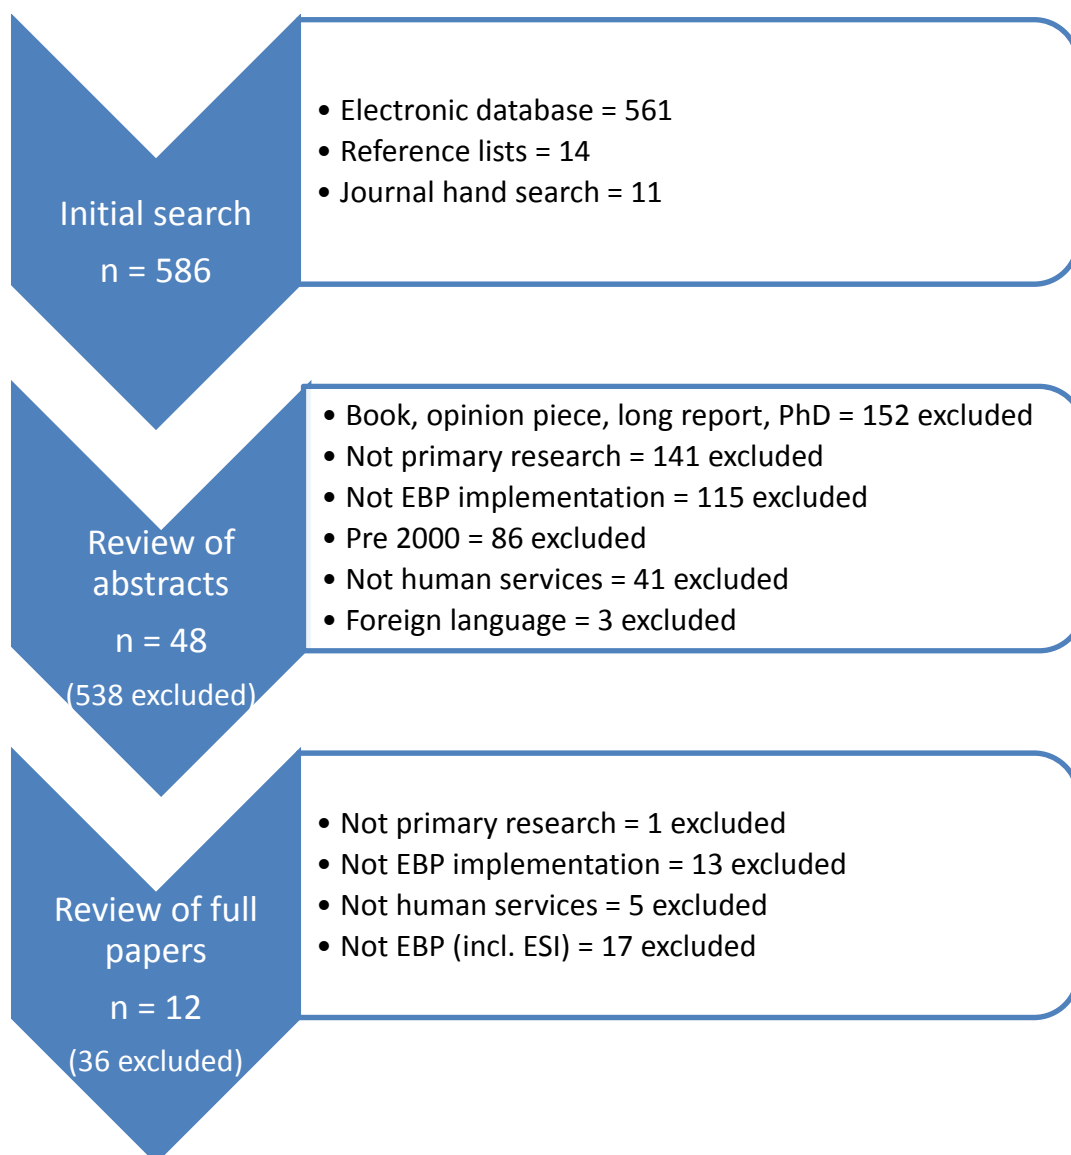 Initial search
n = 586
• Electronic database = 561
• Reference lists = 14
• Journal hand search = 11
Review of
abstracts
n = 48
(538 excluded)
• Book, opinion piece, long report, PhD = 152 excluded
• Not primary research = 141 excluded
• Not EBP implementation = 115 excluded
• Pre 2000 = 86 excluded
• Not human services = 41 excluded
• Foreign language = 3 excluded
Review of full
papers
n = 12
(36 excluded)
• Not primary research = 1 excluded
• Not EBP implementation = 13 excluded
• Not human services = 5 excluded
• Not EBP (incl. ESI) = 17 excluded